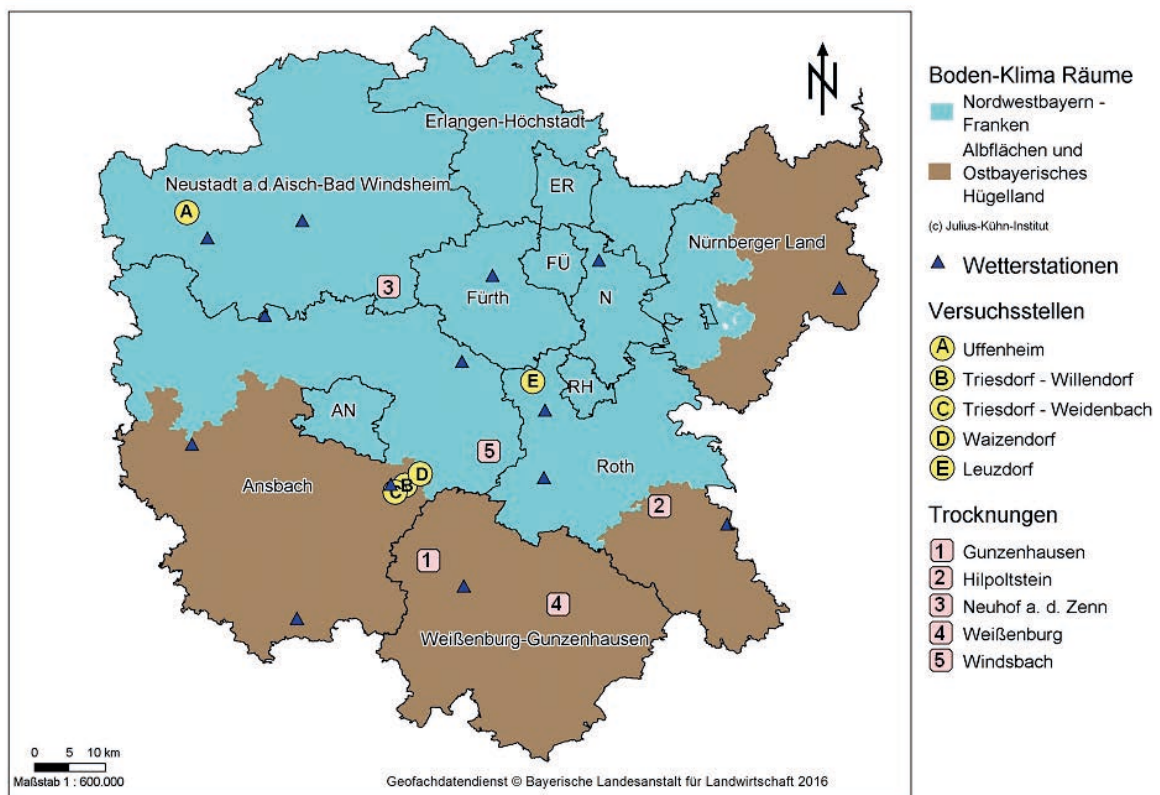 Erlangen-Höchstadt
Neustadt a.d.Aisch-Bad Windsheim
ER
A
Nürnberger Land
FÜ
3
Fürth
N
E
RH
AN
5
Roth
Ansbach
D
B
C
2
1
4
Weißenburg-Gunzenhausen
N
0 5 10 km
Maßstab 1 : 600.000
Geofachdatendienst © Bayerische Landesanstalt für Landwirtschaft 2016
Boden-Klima Räume
Nordwestbayern -
Franken
Albflächen und
Ostbayerisches
Hügelland
(c) Julius-Kühn-Institut
Wetterstationen
Versuchsstellen
A Uffenheim
B Triesdorf - Willendorf
C Triesdorf - Weidenbach
D Waizendorf
E Leuzdorf
Trocknungen
1 Gunzenhausen
2 Hilpoltstein
3 Neuhof a. d. Zenn
4 Weißenburg
5 Windsbach